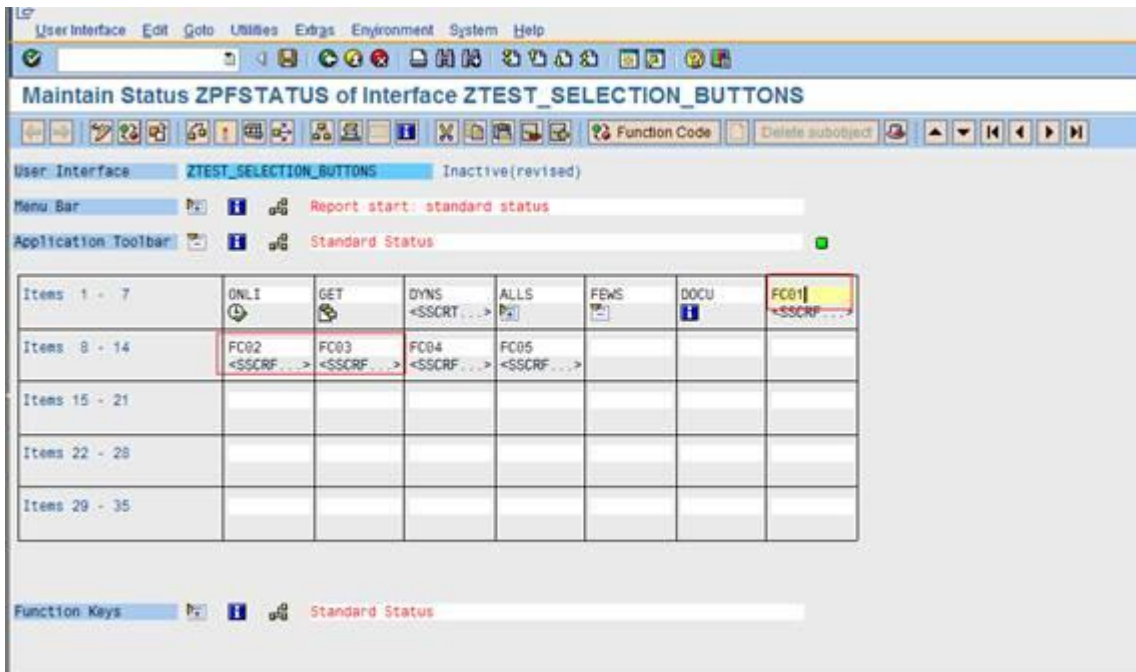 User Interface Edit Goto Utilities Extras Environment System Help
Maintain Status ZPFSTATUS of Interface ZTEST_SELECTION_BUTTONS
Function Code Delete subobject
User Interface ZTEST_SELECTION_BUTTONS Inactive(revised)
Menu Bar Report start: standard status
Application Toolbar Standard Status
Items 1 - 7 ONLI GET DYNS ALLS FEWS DOCU FC01
<SSCRT...> <SSCRF...>
Items 8 - 14 FC02 FC03 FC04 FC05
<SSCRF...> <SSCRF...> <SSCRF...> <SSCRF...>
Items 15 - 21
Items 22 - 28
Items 29 - 35
Function Keys Standard Status